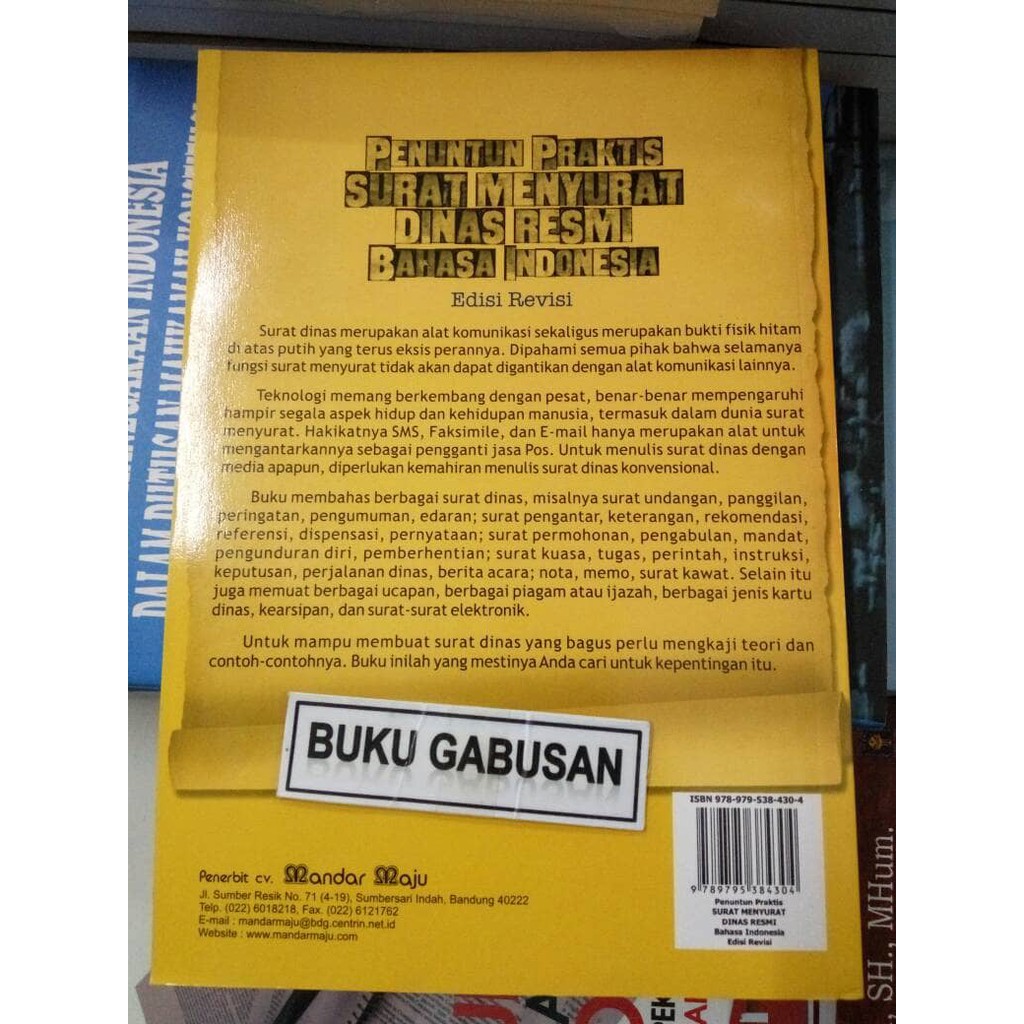 PENUNTUN PRAKTIS
SURAT MENYURAT
DINAS RESMI
BAHASA INDONESIA
Edisi Revisi
Surat dinas merupakan alat komunikasi sekaligus merupakan bukti fisik hitam
di atas putih yang terus eksis perannya. Dipahami semua pihak bahwa selamanya
fungsi surat menyurat tidak akan dapat digantikan dengan alat komunikasi lainnya.
Teknologi memang berkembang dengan pesat, benar-benar mempengaruhi
hampir segala aspek hidup dan kehidupan manusia, termasuk dalam dunia surat
menyurat. Hakikatnya SMS, Faksimile, dan E-mail hanya merupakan alat untuk
mengantarkannya sebagai pengganti jasa Pos. Untuk menulis surat dinas dengan
media apapun, diperlukan kemahiran menulis surat dinas konvensional.
Buku membahas berbagai surat dinas, misalnya surat undangan, panggilan,
peringatan, pengumuman, edaran; surat pengantar, keterangan, rekomendasi,
referensi, dispensasi, pernyataan; surat permohonan, pengabulan, mandat,
pengunduran diri, pemberhentian; surat kuasa, tugas, perintah, instruksi,
keputusan, perjalanan dinas, berita acara; nota, memo, surat kawat. Selain itu
juga memuat berbagai ucapan, berbagai piagam atau ijazah, berbagai jenis kartu
dinas, kearsipan, dan surat-surat elektronik.
Untuk mampu membuat surat dinas yang bagus perlu mengkaji teori dan
contoh-contohnya. Buku inilah yang mestinya Anda cari untuk kepentingan itu.
BUKU GABUSAN
ISBN 978-979-538-430-4
9 789795 384304
Penuntun Praktis
SURAT MENYURAT
DINAS RESMI
Bahasa Indonesia
Edisi Revisi
Penerbit CV. Mandar Maju
Jl. Sumber Resik No. 71 (4-19), Sumbersari Indah, Bandung 40222
Telp. (022) 6018218, Fax. (022) 6121762
E-mail : mandarmaju@bdg.centrin.net.id
Website : www.mandarmaju.com
INDONESIA
DALAM PUTUSAN
SH., MHum.